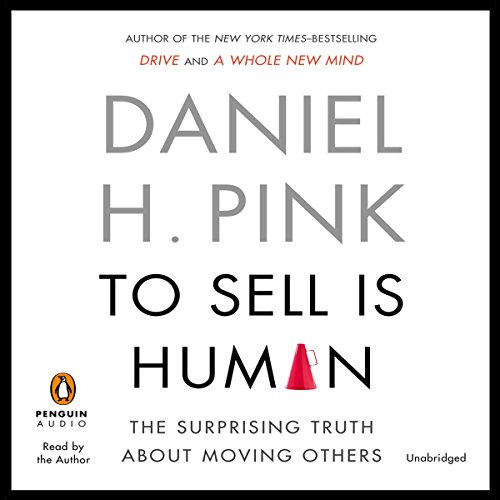 AUTHOR OF THE NEW YORK TIMES–BESTSELLING
DRIVE AND A WHOLE NEW MIND
DANIEL
H. PINK
TO SELL IS
HUMAN
THE SURPRISING TRUTH
ABOUT MOVING OTHERS
PENGUIN
AUDIO
Read by
the Author
Unabridged